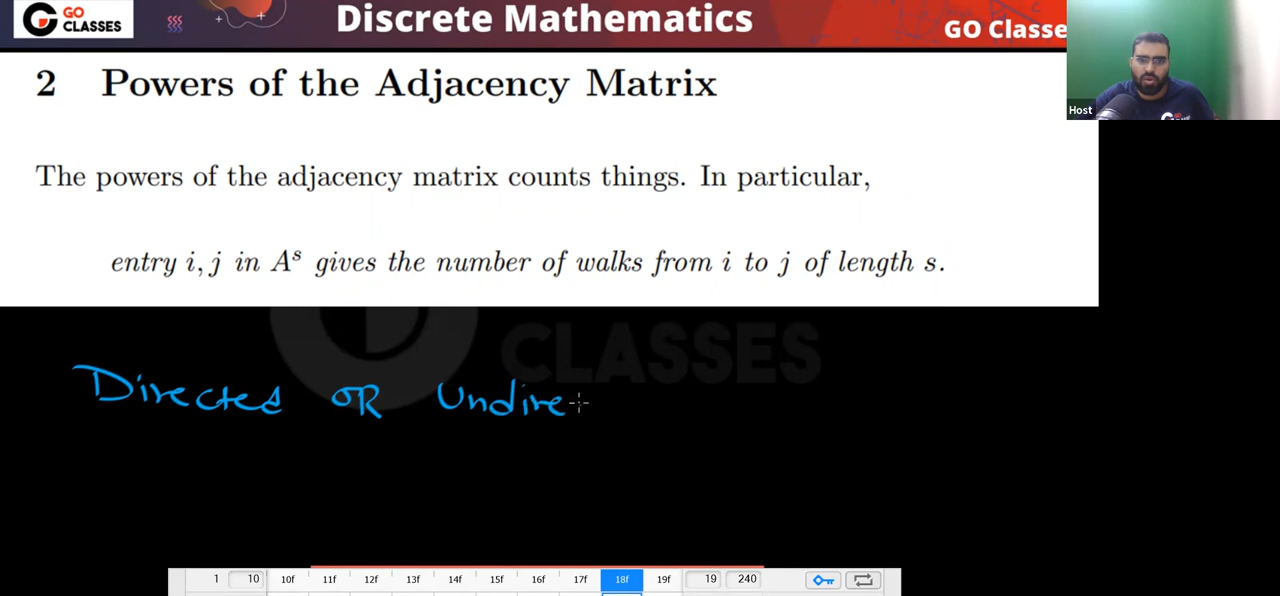 GO CLASSES
Discrete Mathematics
GO Classe
Host
2 Powers of the Adjacency Matrix
The powers of the adjacency matrix counts things. In particular,
entry i, j in Aˢ gives the number of walks from i to j of length s.
CLASSES
Directed OR Undire
1 10 10f 11f 12f 13f 14f 15f 16f 17f 18f 19f 19 240